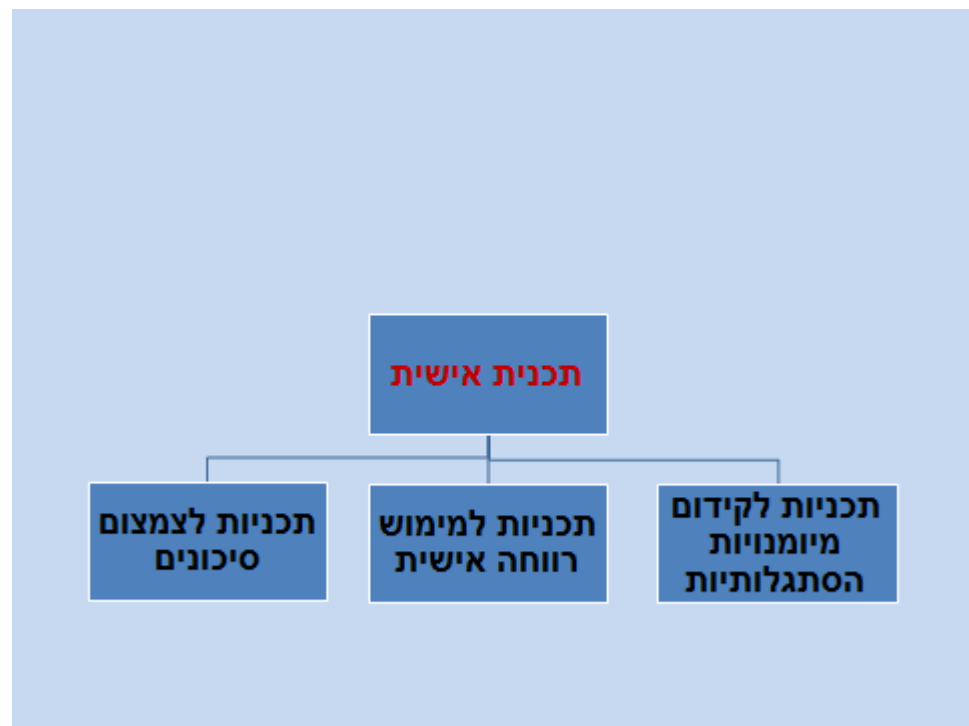 תכנית אישית
תכניות לקידום
מיומנויות
הסתגלותיות
תכניות למימוש
רווחה אישית
תכניות לצמצום
סיכונים